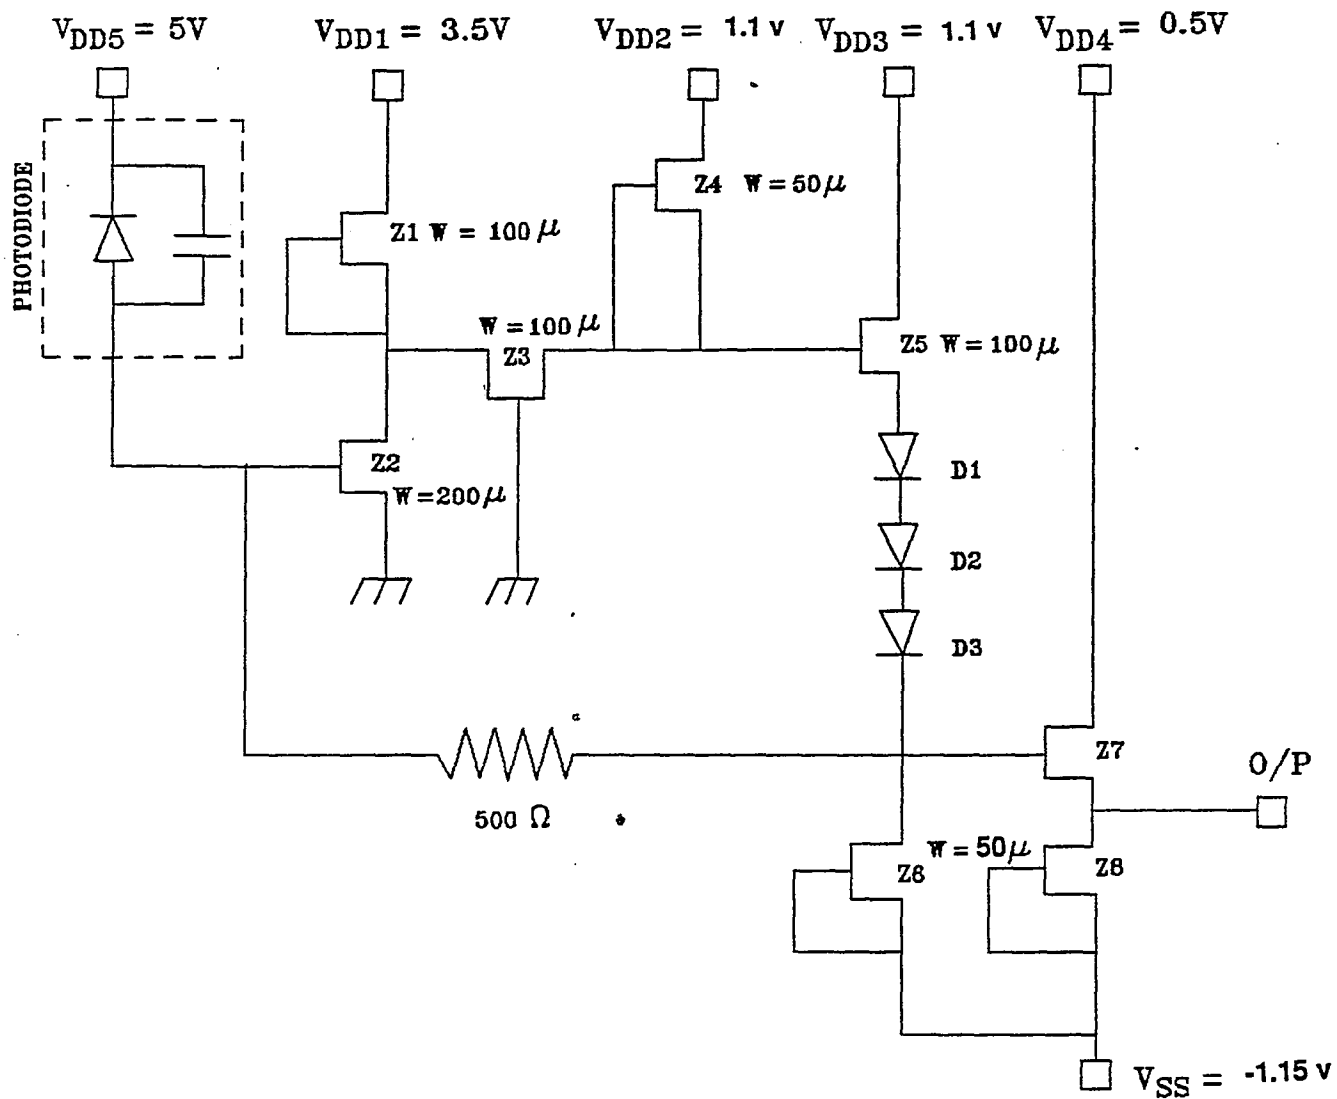 VDD5 = 5V
VDD1 = 3.5V
VDD2 = 1.1 v
VDD3 = 1.1 v
VDD4 = 0.5V
PHOTODIODE
Z4 W = 50μ
Z1 W = 100μ
W = 100μ
Z3
Z5 W = 100μ
Z2
W = 200μ
D1
D2
D3
Z7
O/P
500 Ω
W = 50μ
Z6
Z8
VSS = -1.15 v